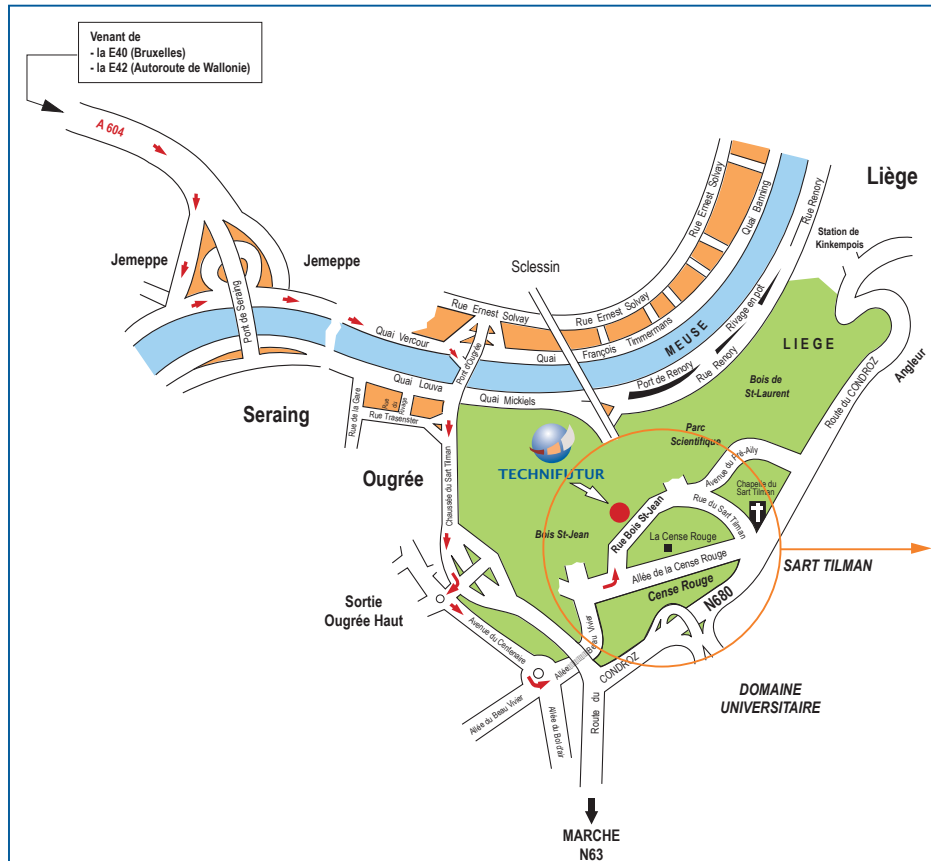 Venant de
- la E40 (Bruxelles)
- la E42 (Autoroute de Wallonie)
A 604
Liège
Rue Ernest Solvay
Quai Banning
Rue Renory
Station de
Kinkempois
Jemeppe
Jemeppe
Sclessin
Pont de Seraing
Rue Ernest Solvay
Rue Ernest Solvay
Quai Vercour
Pont d'Ougrée
Quai François Timmermans
MEUSE
Rivage en pot
LIEGE
Angleur
Quai Louva
Quai Mickiels
Port de Renory
Rue Renory
Bois de
St-Laurent
Route du CONDROZ
Seraing
Rue de la Gare
Rue du Rivage
Rue Trasenster
Parc
Scientifique
Avenue du Pré-Aily
TECHNIFUTUR
Ougrée
Chaussée du Sart Tilman
Chapelle du
Sart Tilman
Rue du Sart Tilman
Bois St-Jean
Rue Bois St-Jean
La Cense Rouge
Allée de la Cense Rouge
SART TILMAN
Cense Rouge
N680
Sortie
Ougrée Haut
Avenue du Centenaire
Allée Beau Vivier
Route du CONDROZ
DOMAINE
UNIVERSITAIRE
Allée du Beau Vivier
Allée du Bol d'air
MARCHE
N63